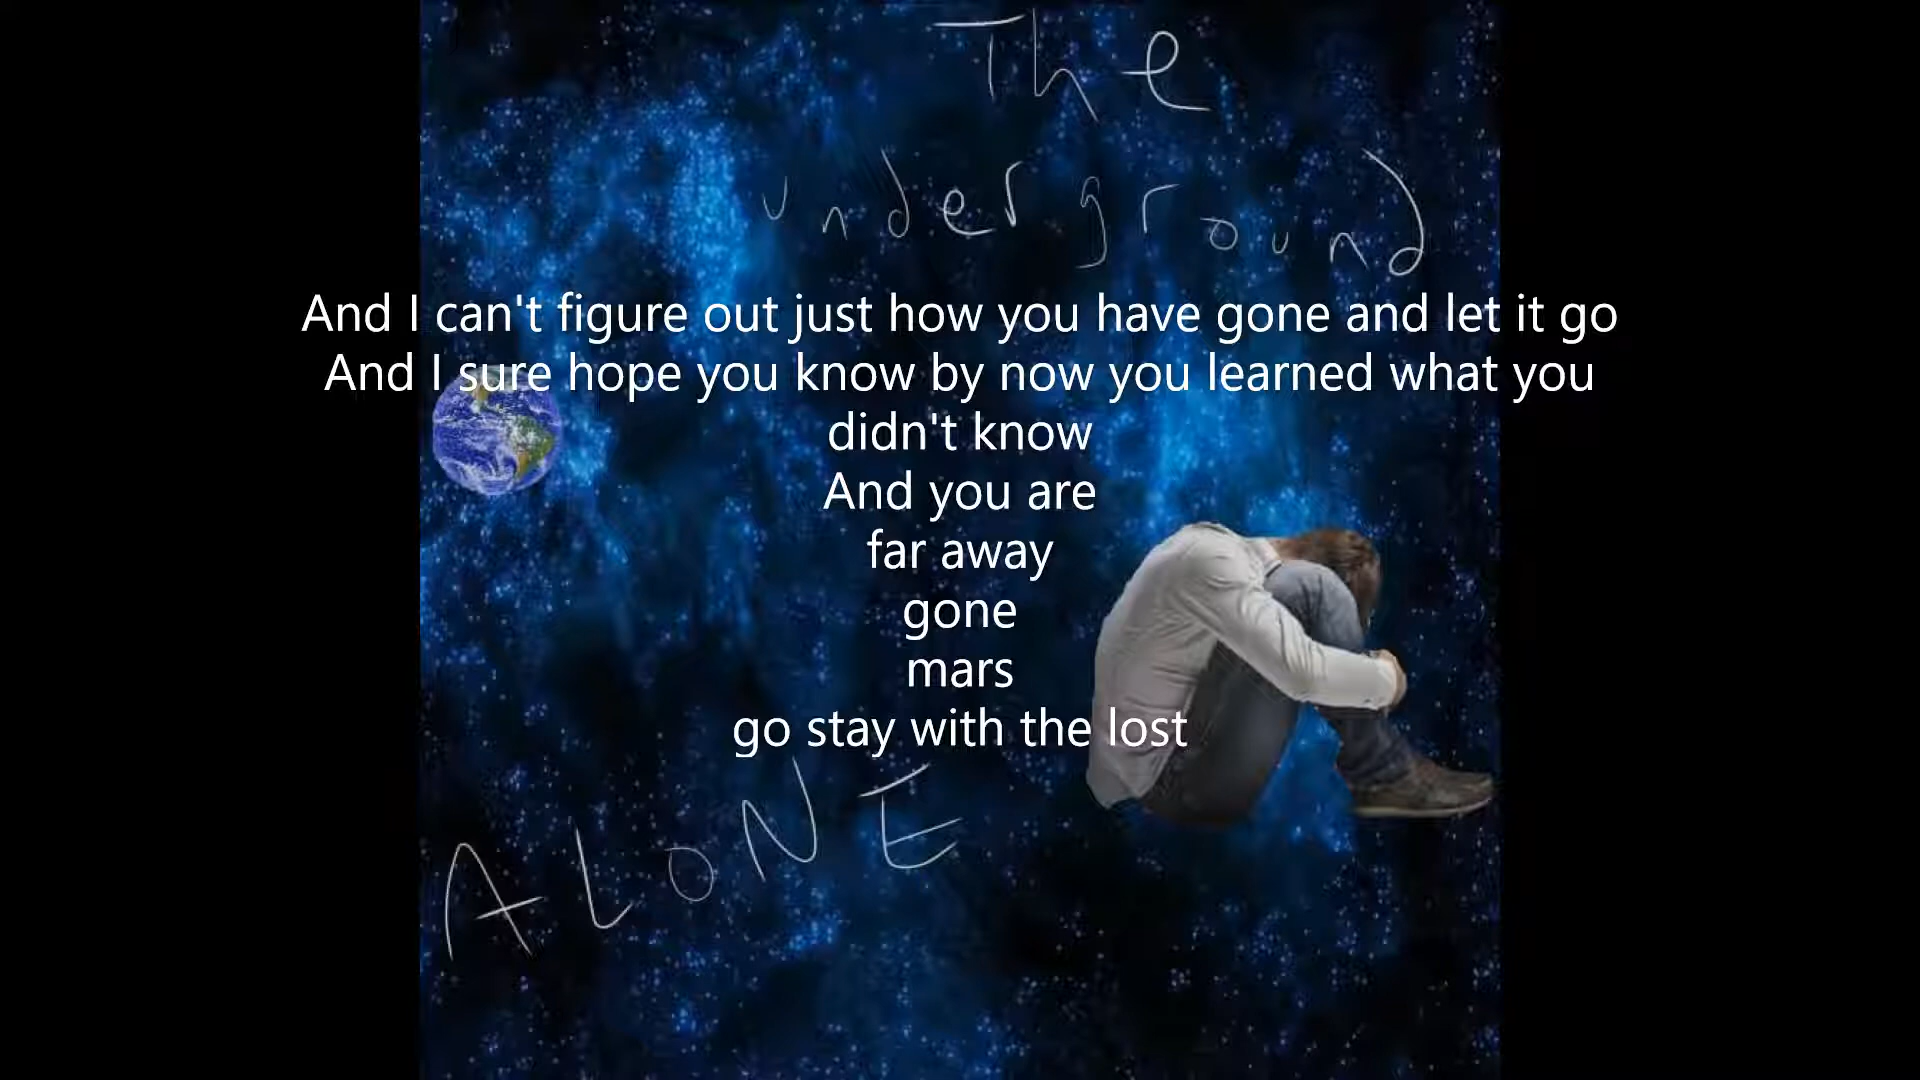 The
underground
And I can't figure out just how you have gone and let it go
And I sure hope you know by now you learned what you
didn't know
And you are
far away
gone
mars
go stay with the lost
ALONE